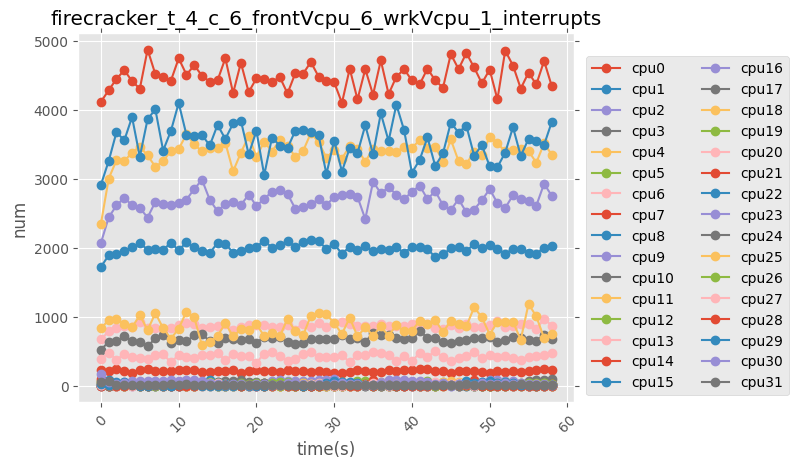 firecracker_t_4_c_6_frontVcpu_6_wrkVcpu_1_interrupts
num
5000
4000
3000
2000
1000
0
0
10
20
30
40
50
60
time(s)
cpu0
cpu1
cpu2
cpu3
cpu4
cpu5
cpu6
cpu7
cpu8
cpu9
cpu10
cpu11
cpu12
cpu13
cpu14
cpu15
cpu16
cpu17
cpu18
cpu19
cpu20
cpu21
cpu22
cpu23
cpu24
cpu25
cpu26
cpu27
cpu28
cpu29
cpu30
cpu31